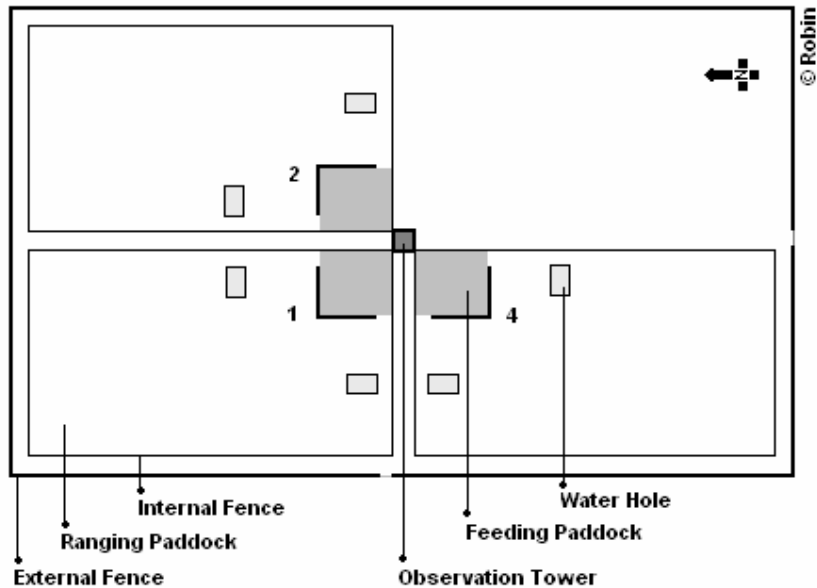 © Robin
N
2
1
4
Internal Fence
Water Hole
Ranging Paddock
Feeding Paddock
External Fence
Observation Tower